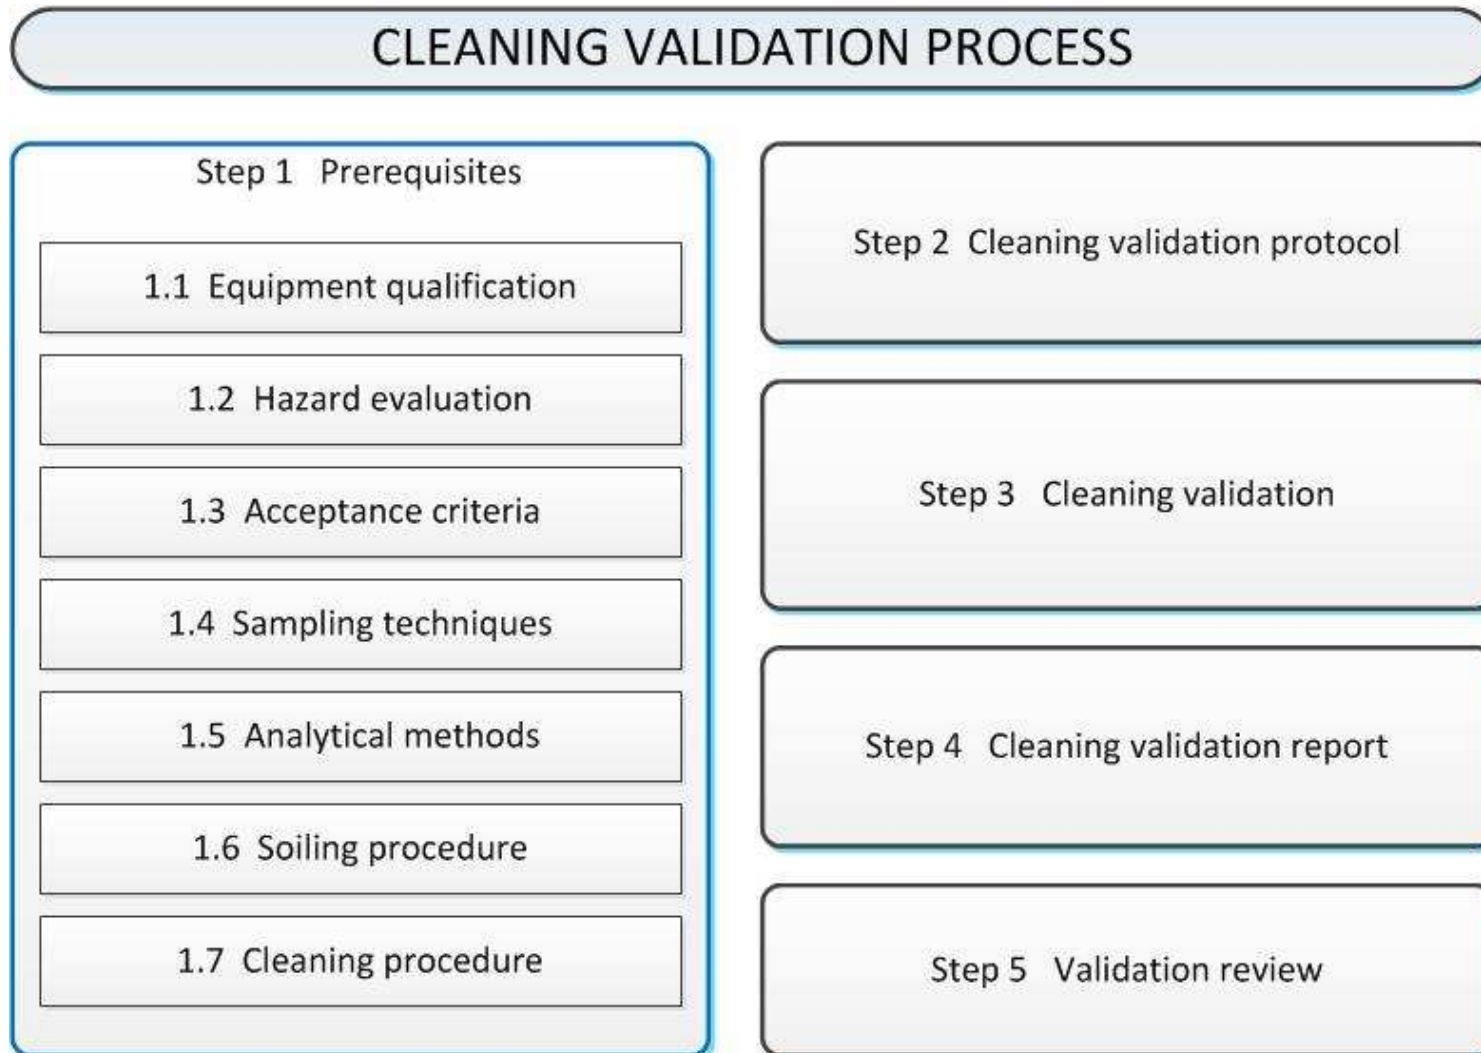 CLEANING VALIDATION PROCESS
Step 1 Prerequisites
1.1 Equipment qualification
1.2 Hazard evaluation
1.3 Acceptance criteria
1.4 Sampling techniques
1.5 Analytical methods
1.6 Soiling procedure
1.7 Cleaning procedure
Step 2 Cleaning validation protocol
Step 3 Cleaning validation
Step 4 Cleaning validation report
Step 5 Validation review